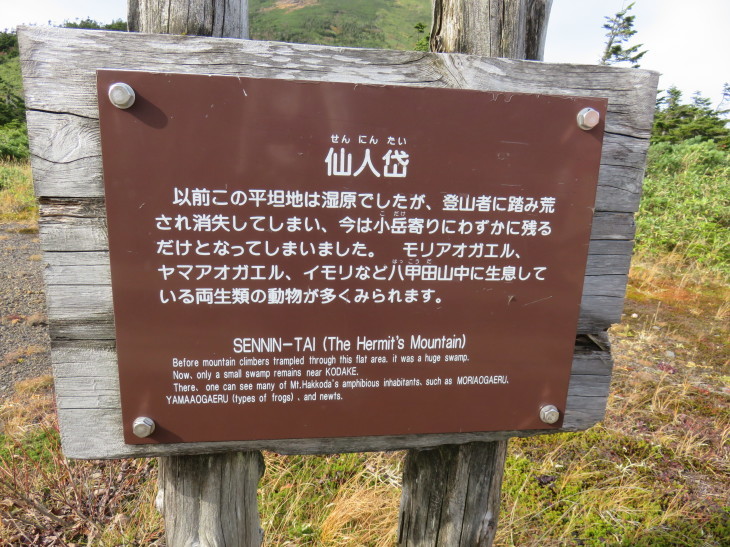 せん にん たい
仙人岱
以前この平坦地は湿原でしたが、登山者に踏み荒
され消失してしまい、今は小岳寄りにわずかに残る
こ だけ
だけとなってしまいました。 モリアオガエル、
ヤマアオガエル、イモリなど八甲田山中に生息して
はっ こう だ
いる両生類の動物が多くみられます。
SENNIN-TAI (The Hermit's Mountain)
Before mountain climbers trampled through this flat area, it was a huge swamp.
Now, only a small swamp remains near KODAKE.
There, one can see many of Mt.Hakkoda's amphibious inhabitants, such as MORIAOGAERU,
YAMAAOGAERU (types of frogs) , and newts.